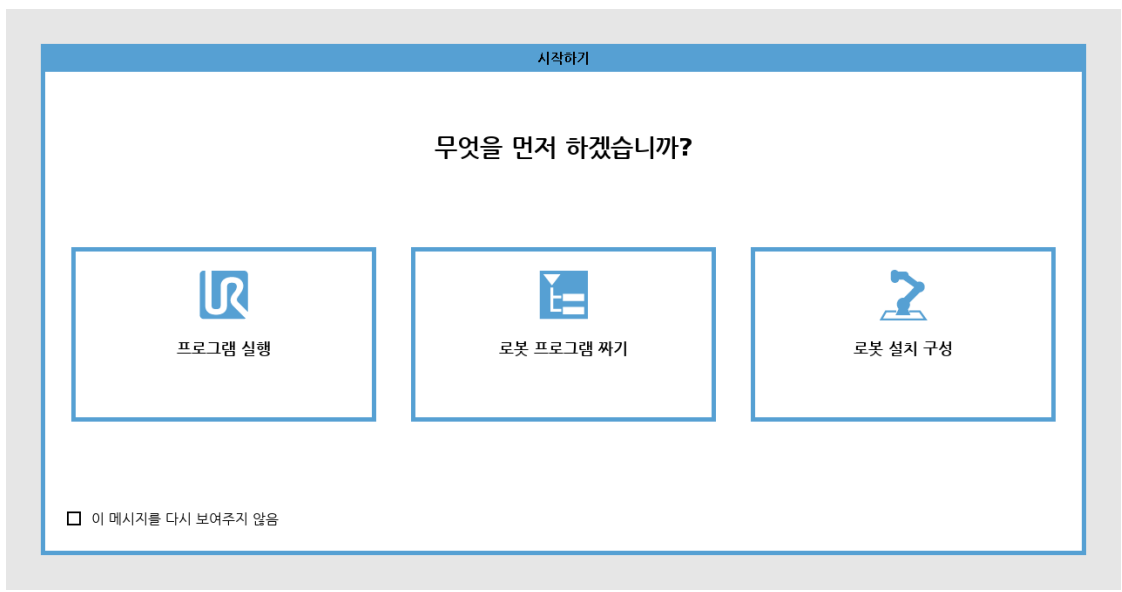 시작하기
무엇을 먼저 하겠습니까?
프로그램 실행
로봇 프로그램 짜기
로봇 설치 구성
이 메시지를 다시 보여주지 않음